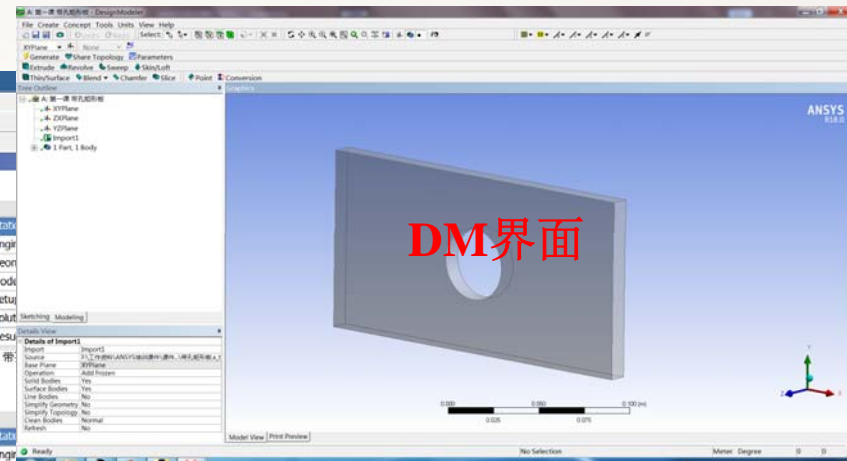 A: 第一课 带孔矩形板 - DesignModeler
File Create Concept Tools Units View Help
Select:
XYPlane None
Generate Share Topology Parameters
Extrude Revolve Sweep Skin/Loft
Thin/Surface Blend Chamfer Slice Point Conversion
Tree Outline
Graphics
A: 第一课 带孔矩形板
XYPlane
ZXPlane
YZPlane
Import1
1 Part, 1 Body
ANSYS
R18.0
DM界面
Sketching Modeling
Details View
Details of Import1
Import Import1
Base Plane XYPlane
Operation Add Frozen
Solid Bodies Yes
Surface Bodies Yes
Line Bodies No
Simplify Geometry No
Simplify Topology No
Clean Bodies Normal
Refresh No
0.000 0.050 0.100 (m)
0.025 0.075
Model View Print Preview
Ready No Selection Meter Degree 0 0